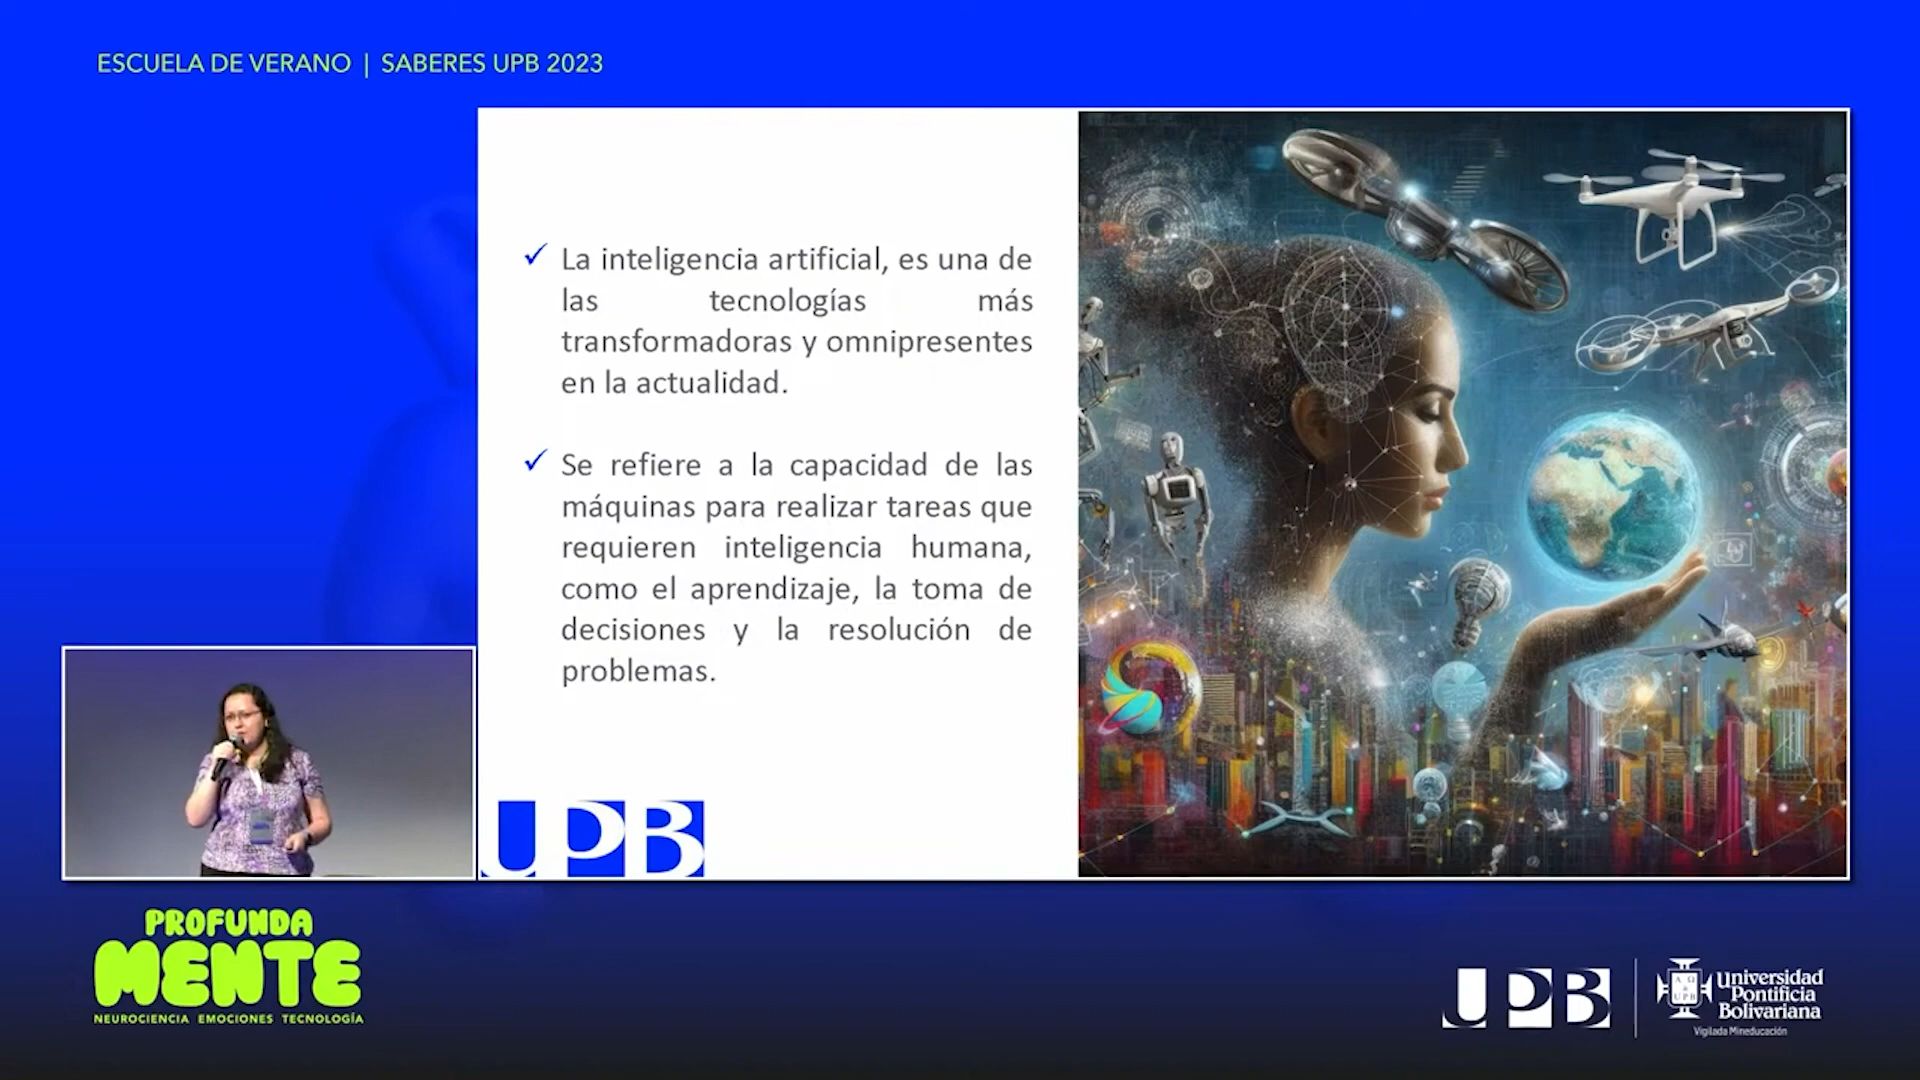 ESCUELA DE VERANO | SABERES UPB 2023
✓ La inteligencia artificial, es una de
las tecnologías más
transformadoras y omnipresentes
en la actualidad.
✓ Se refiere a la capacidad de las
máquinas para realizar tareas que
requieren inteligencia humana,
como el aprendizaje, la toma de
decisiones y la resolución de
problemas.
UPB
PROFUNDA
MENTE
NEUROCIENCIA EMOCIONES TECNOLOGÍA
UPB
Universidad
Pontificia
Bolivariana
Vigilada Mineducación